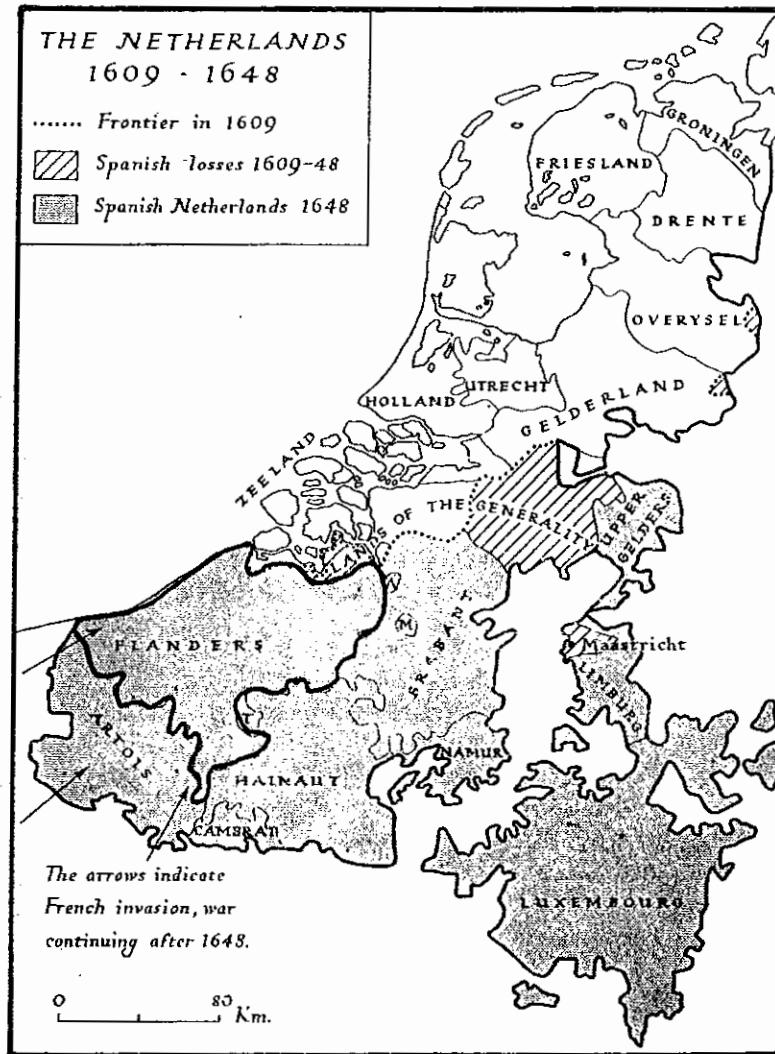 THE NETHERLANDS
1609 - 1648
Frontier in 1609
Spanish losses 1609-48
Spanish Netherlands 1648
GRONINGEN
FRIESLAND
DRENTE
OVERYSEL
UTRECHT
HOLLAND
GELDERLAND
ZEELAND
LANDS OF THE GENERALITY
UPPER GELDERS
FLANDERS
M
BRABANT
Maastricht
LIMBURG
ARTOIS
T
NAMUR
HAINAUT
CAMBRAI
LUXEMBOURG
The arrows indicate
French invasion, war
continuing after 1648.
0 80
Km.